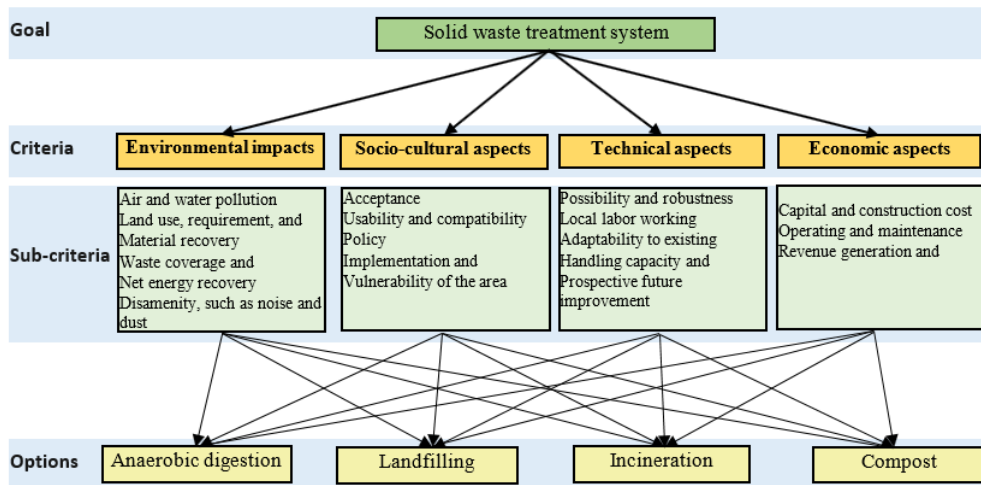 Goal
Solid waste treatment system
Criteria
Environmental impacts
Socio-cultural aspects
Technical aspects
Economic aspects
Sub-criteria
Air and water pollution
Land use, requirement, and
Material recovery
Waste coverage and
Net energy recovery
Disamenity, such as noise and
dust
Acceptance
Usability and compatibility
Policy
Implementation and
Vulnerability of the area
Possibility and robustness
Local labor working
Adaptability to existing
Handling capacity and
Prospective future
improvement
Capital and construction cost
Operating and maintenance
Revenue generation and
Options
Anaerobic digestion
Landfilling
Incineration
Compost